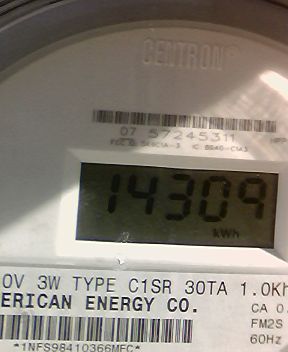 CENTRON®
07 57245311
14309
kWh
0V 3W TYPE C1SR 30TA 1.0Kh
ERICAN ENERGY CO.
CA 0.
FM2S
60Hz
*1NFS98410366MFC*